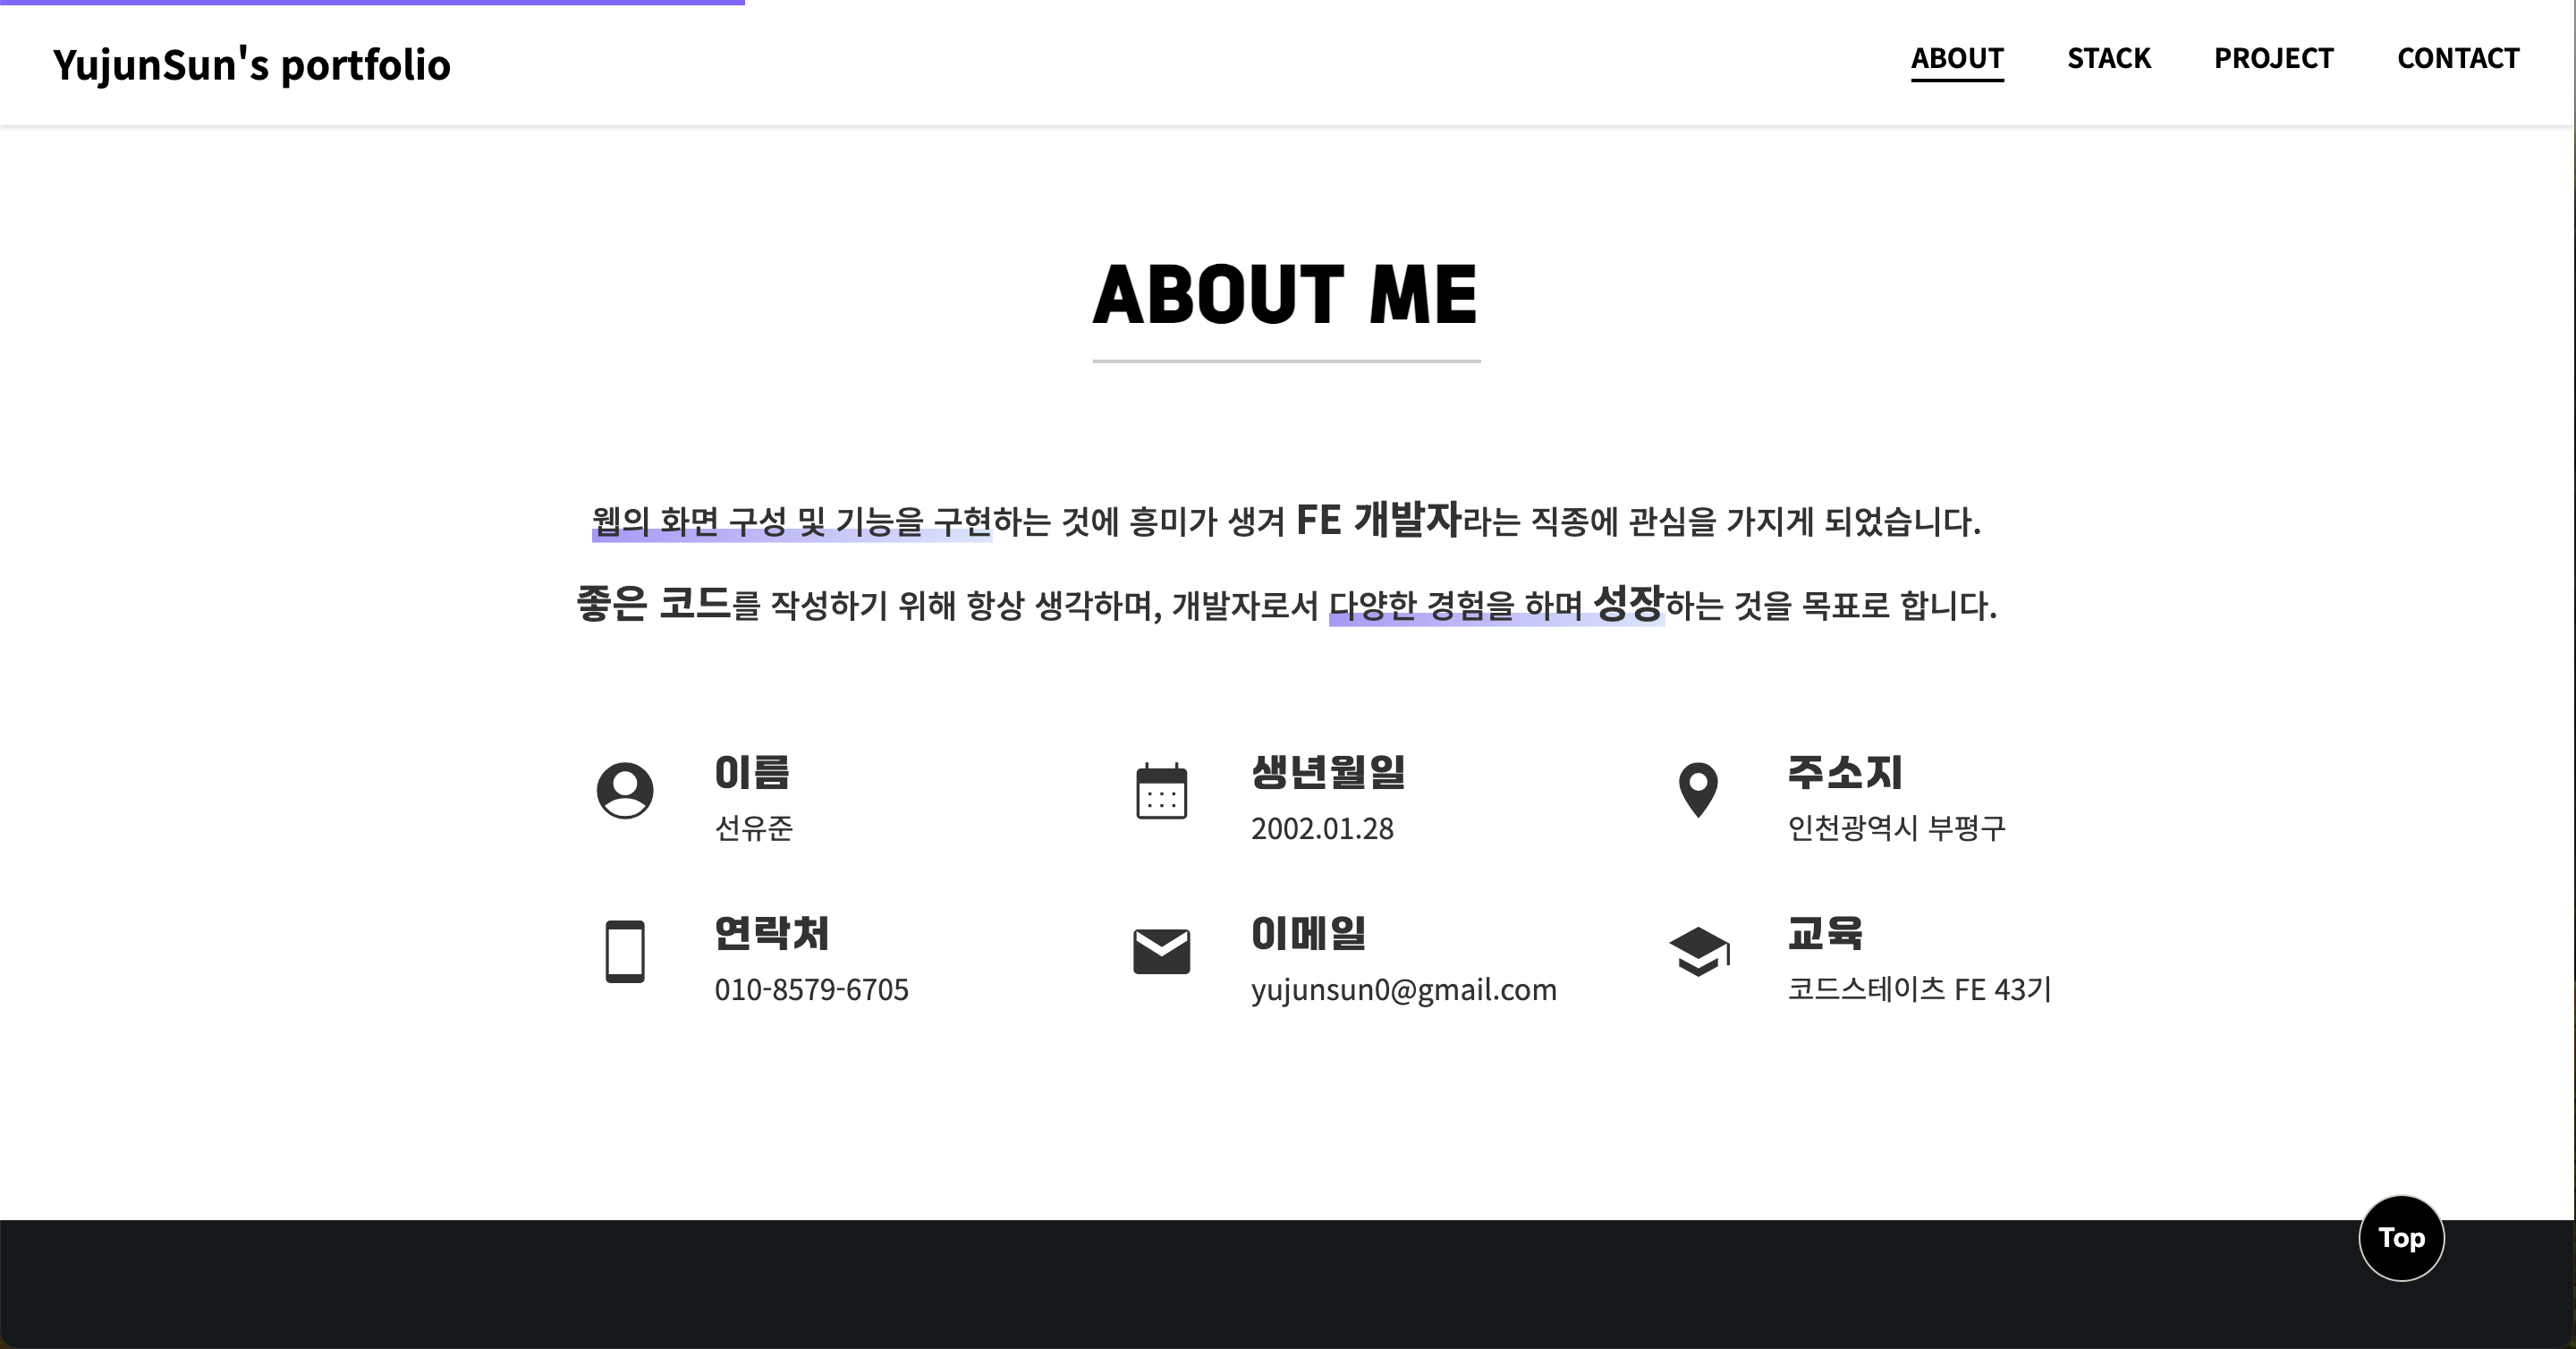 YujunSun's portfolio
ABOUT STACK PROJECT CONTACT
ABOUT ME
웹의 화면 구성 및 기능을 구현하는 것에 흥미가 생겨 FE 개발자라는 직종에 관심을 가지게 되었습니다.
좋은 코드를 작성하기 위해 항상 생각하며, 개발자로서 다양한 경험을 하며 성장하는 것을 목표로 합니다.
이름
선유준
생년월일
2002.01.28
주소지
인천광역시 부평구
연락처
010-8579-6705
이메일
yujunsun0@gmail.com
교육
코드스테이츠 FE 43기
Top